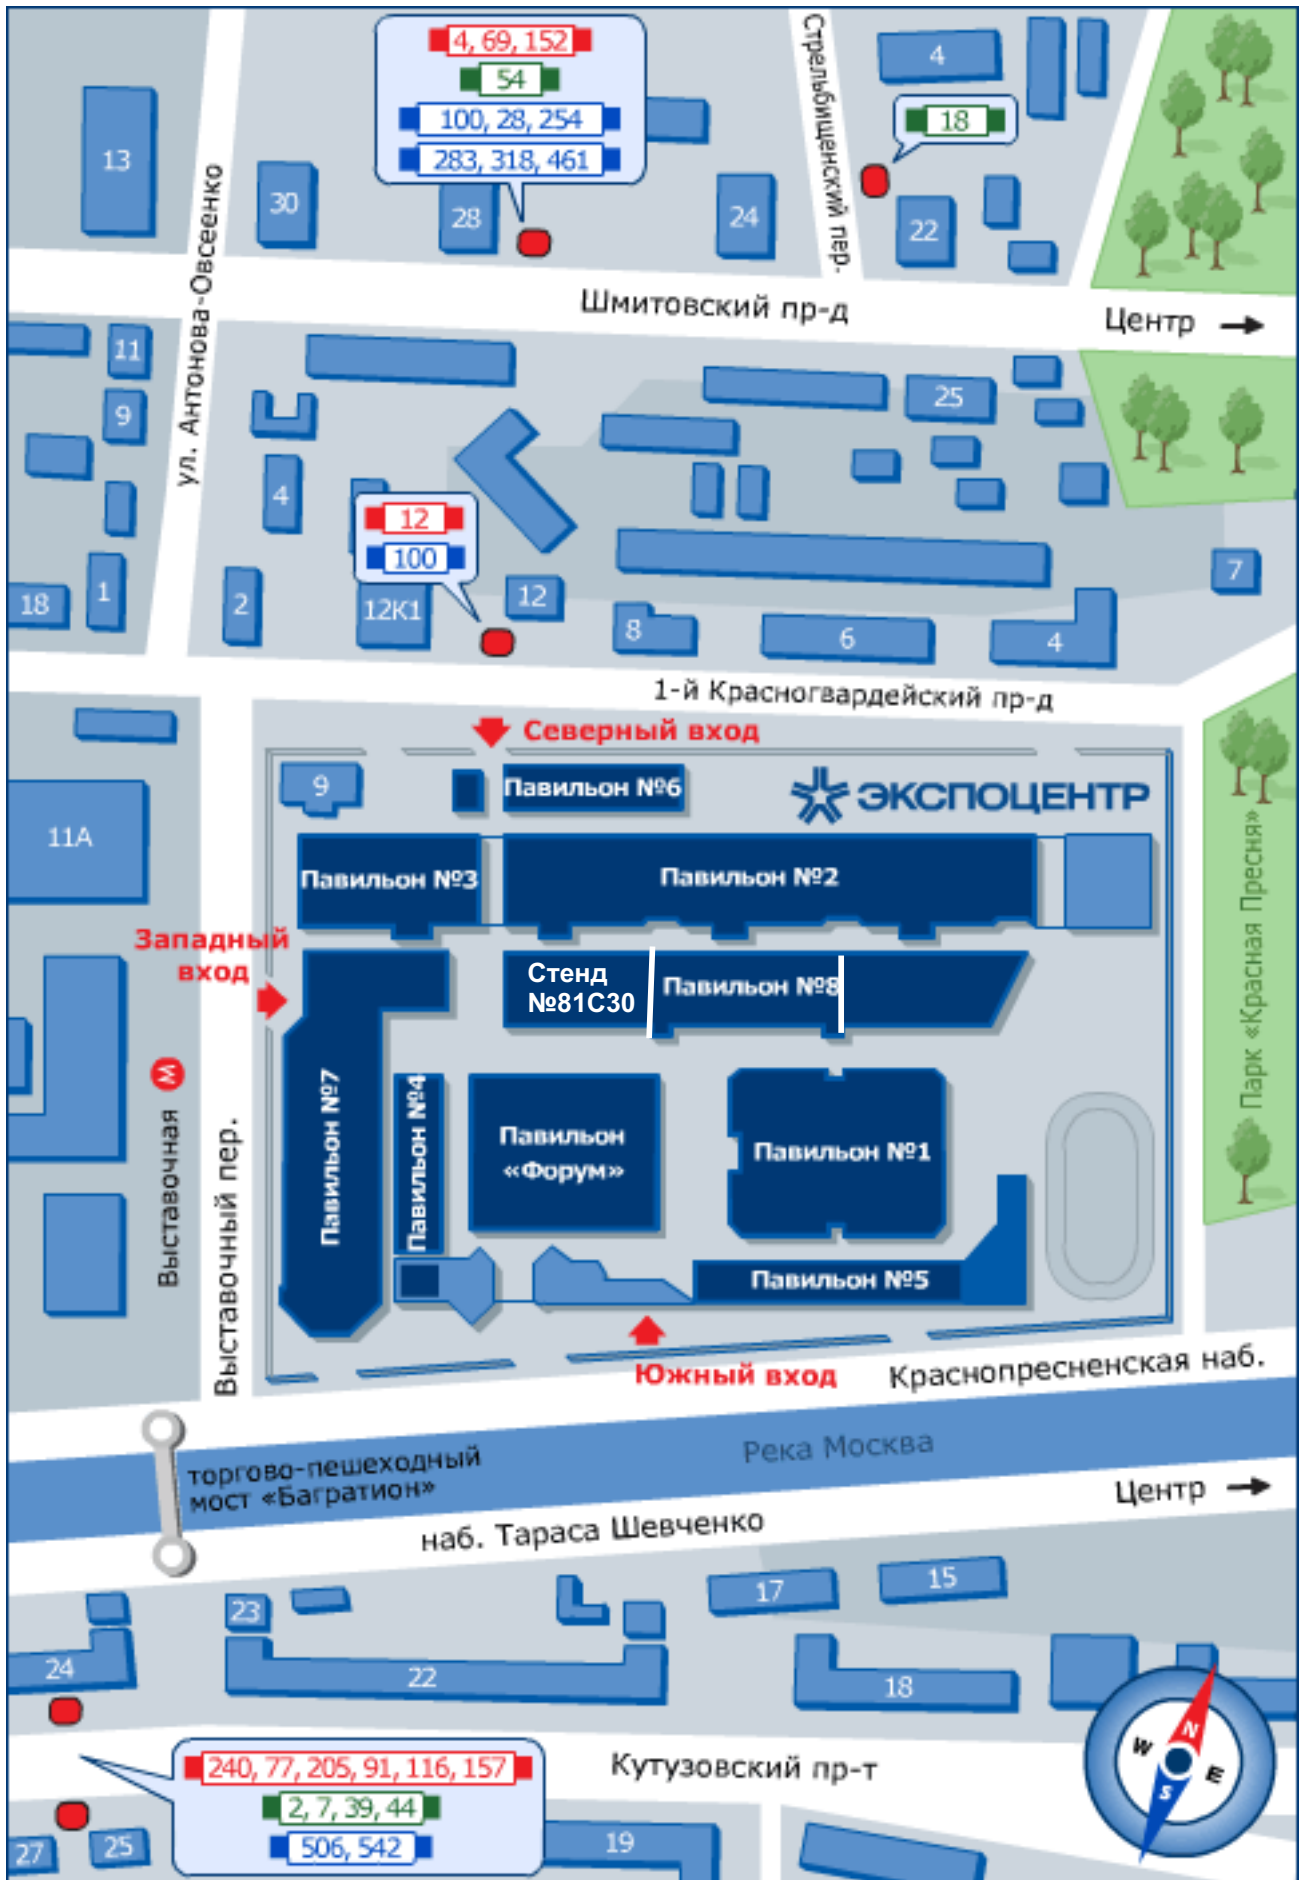 4, 69, 152
54
100, 28, 254
283, 318, 461
Стрельбищенский пер.
4
18
13
30
28
24
22
ул. Антонова-Овсеенко
Шмитовский пр-д
Центр
11
9
25
4
12
100
1
18
2
12К1
12
8
6
4
7
1-й Красногвардейский пр-д
Северный вход
9
Павильон №6
ЭКСПОЦЕНТР
11А
Павильон №3
Павильон №2
Парк «Красная Пресня»
Западный
вход
Стенд
№81С30
Павильон №8
М
Выставочная
Выставочный пер.
Павильон №7
Павильон №4
Павильон
«Форум»
Павильон №1
Павильон №5
Южный вход
Краснопресненская наб.
торгово-пешеходный
мост «Багратион»
Река Москва
Центр
наб. Тараса Шевченко
23
17
15
24
22
18
N
W
E
S
240, 77, 205, 91, 116, 157
2, 7, 39, 44
506, 542
Кутузовский пр-т
27
25
19